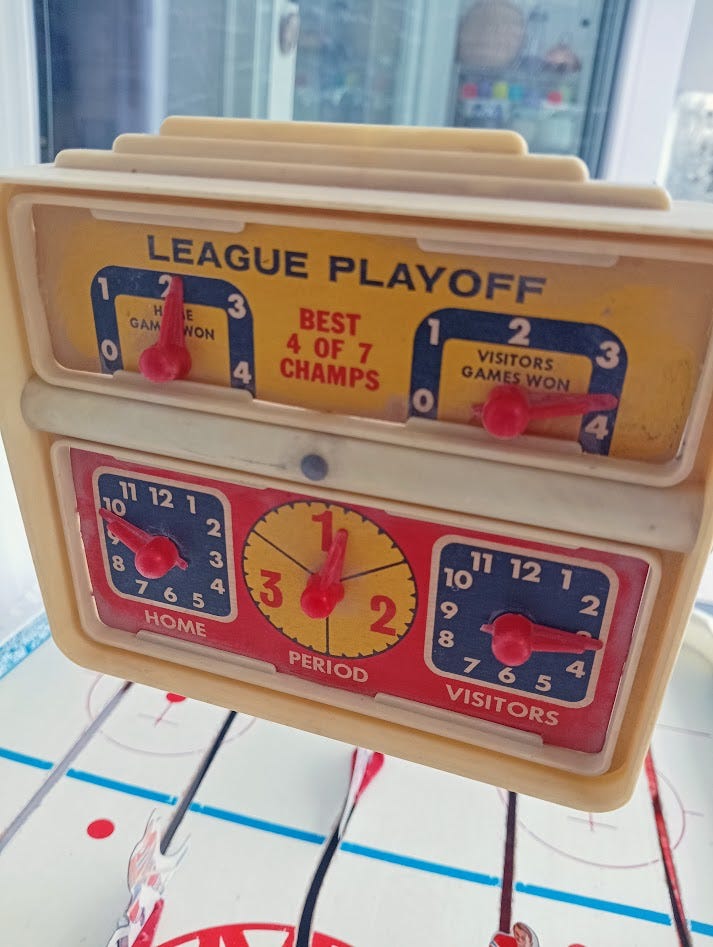 LEAGUE PLAYOFF
1 2 3
0 4
HOME
GAMES WON
BEST
4 OF 7
CHAMPS
1 2 3
0 4
VISITORS
GAMES WON
11 12 1
10 2
9 3
8 4
7 6 5
HOME
1
3 2
PERIOD
11 12 1
10 2
9
8 4
7 6 5
VISITORS